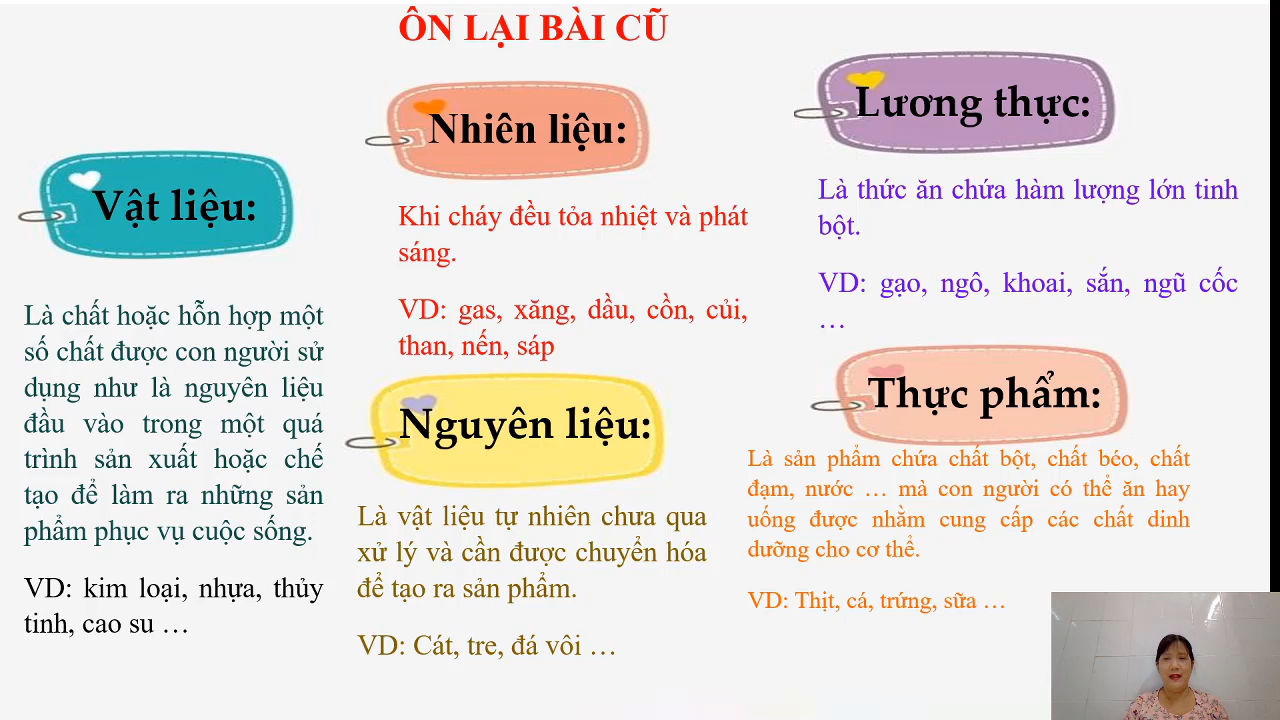 ÔN LẠI BÀI CŨ
Vật liệu:
Là chất hoặc hỗn hợp một
số chất được con người sử
dụng như là nguyên liệu
đầu vào trong một quá
trình sản xuất hoặc chế
tạo để làm ra những sản
phẩm phục vụ cuộc sống.
VD: kim loại, nhựa, thủy
tinh, cao su …
Nhiên liệu:
Khi cháy đều tỏa nhiệt và phát
sáng.
VD: gas, xăng, dầu, cồn, củi,
than, nến, sáp
Nguyên liệu:
Là vật liệu tự nhiên chưa qua
xử lý và cần được chuyển hóa
để tạo ra sản phẩm.
VD: Cát, tre, đá vôi …
Lương thực:
Là thức ăn chứa hàm lượng lớn tinh
bột.
VD: gạo, ngô, khoai, sắn, ngũ cốc
…
Thực phẩm:
Là sản phẩm chứa chất bột, chất béo, chất
đạm, nước … mà con người có thể ăn hay
uống được nhằm cung cấp các chất dinh
dưỡng cho cơ thể.
VD: Thịt, cá, trứng, sữa …